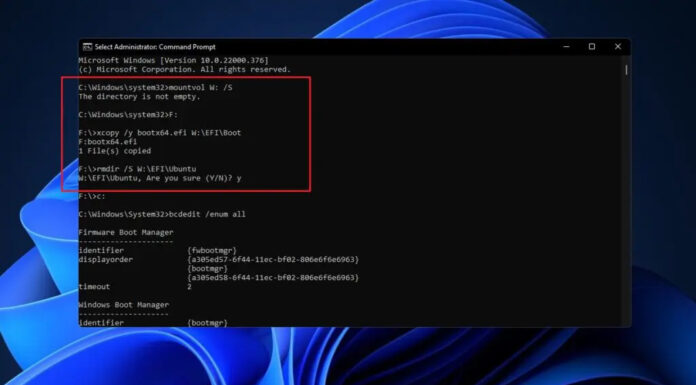 Select Administrator: Command Prompt
Microsoft Windows [Version 10.0.22000.376]
(c) Microsoft Corporation. All rights reserved.
C:\Windows\system32>mountvol W: /S
The directory is not empty.
C:\Windows\system32>F:
F:\>xcopy /y bootx64.efi W:\EFI\Boot
F:bootx64.efi
1 File(s) copied
F:\>rmdir /S W:\EFI\Ubuntu
W:\EFI\Ubuntu, Are you sure (Y/N)? y
F:\>c:
C:\Windows\System32>bcdedit /enum all
Firmware Boot Manager
---------------------
identifier {fwbootmgr}
displayorder {a305ed57-6f44-11ec-bf02-806e6f6e6963}
{bootmgr}
{a305ed58-6f44-11ec-bf02-806e6f6e6963}
timeout 2
Windows Boot Manager
--------------------
identifier {bootmgr}